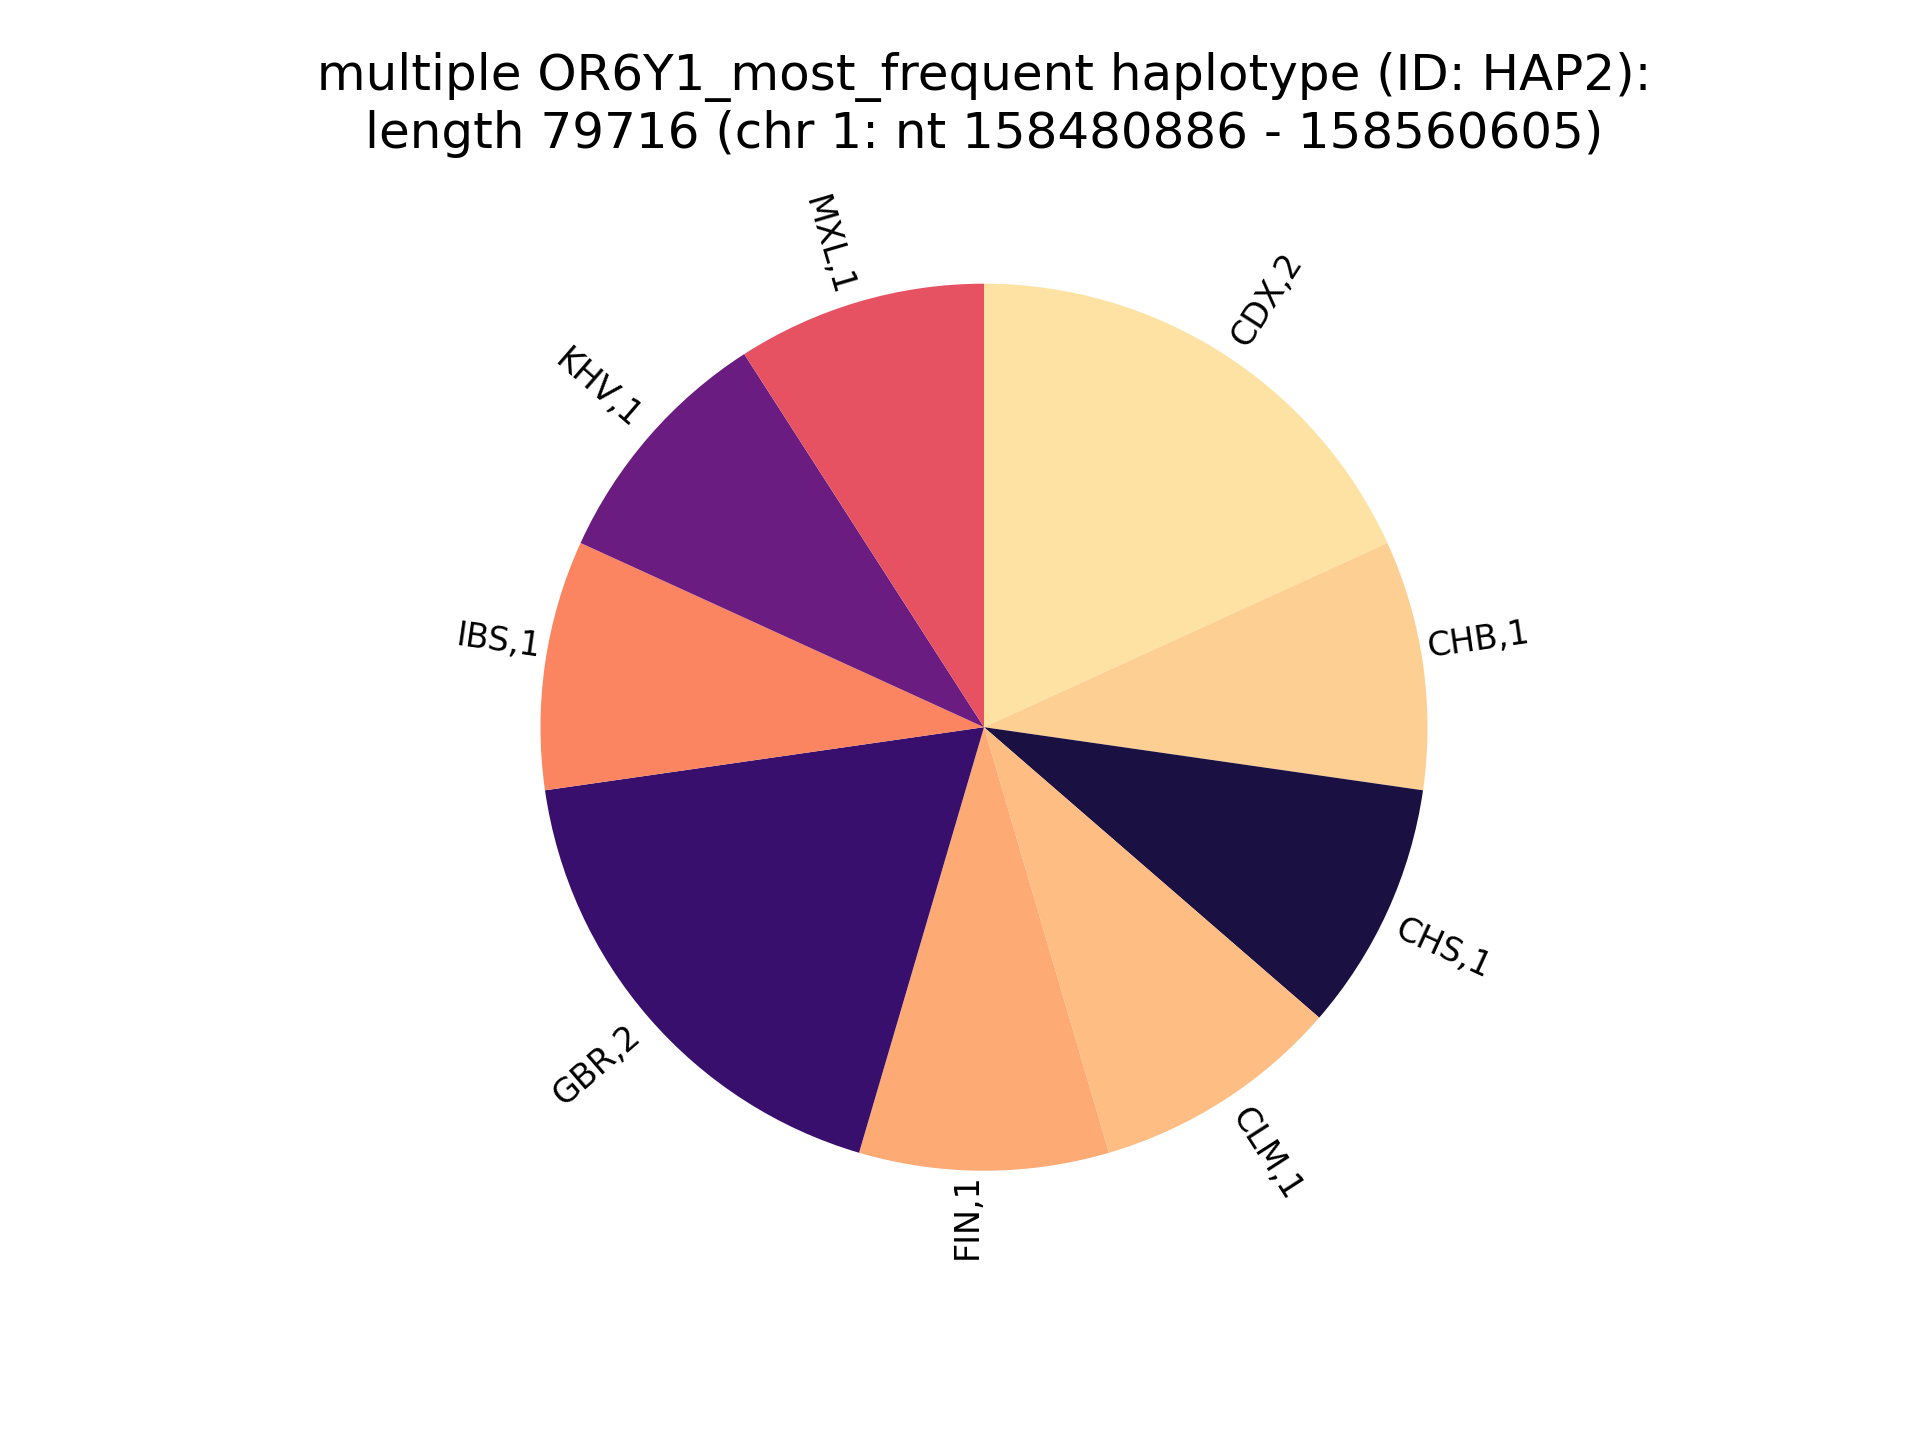 multiple OR6Y1_most_frequent haplotype (ID: HAP2):
length 79716 (chr 1: nt 158480886 - 158560605)
MXL,1
CDX,2
KHV,1
CHB,1
IBS,1
CHS,1
GBR,2
CLM,1
FIN,1